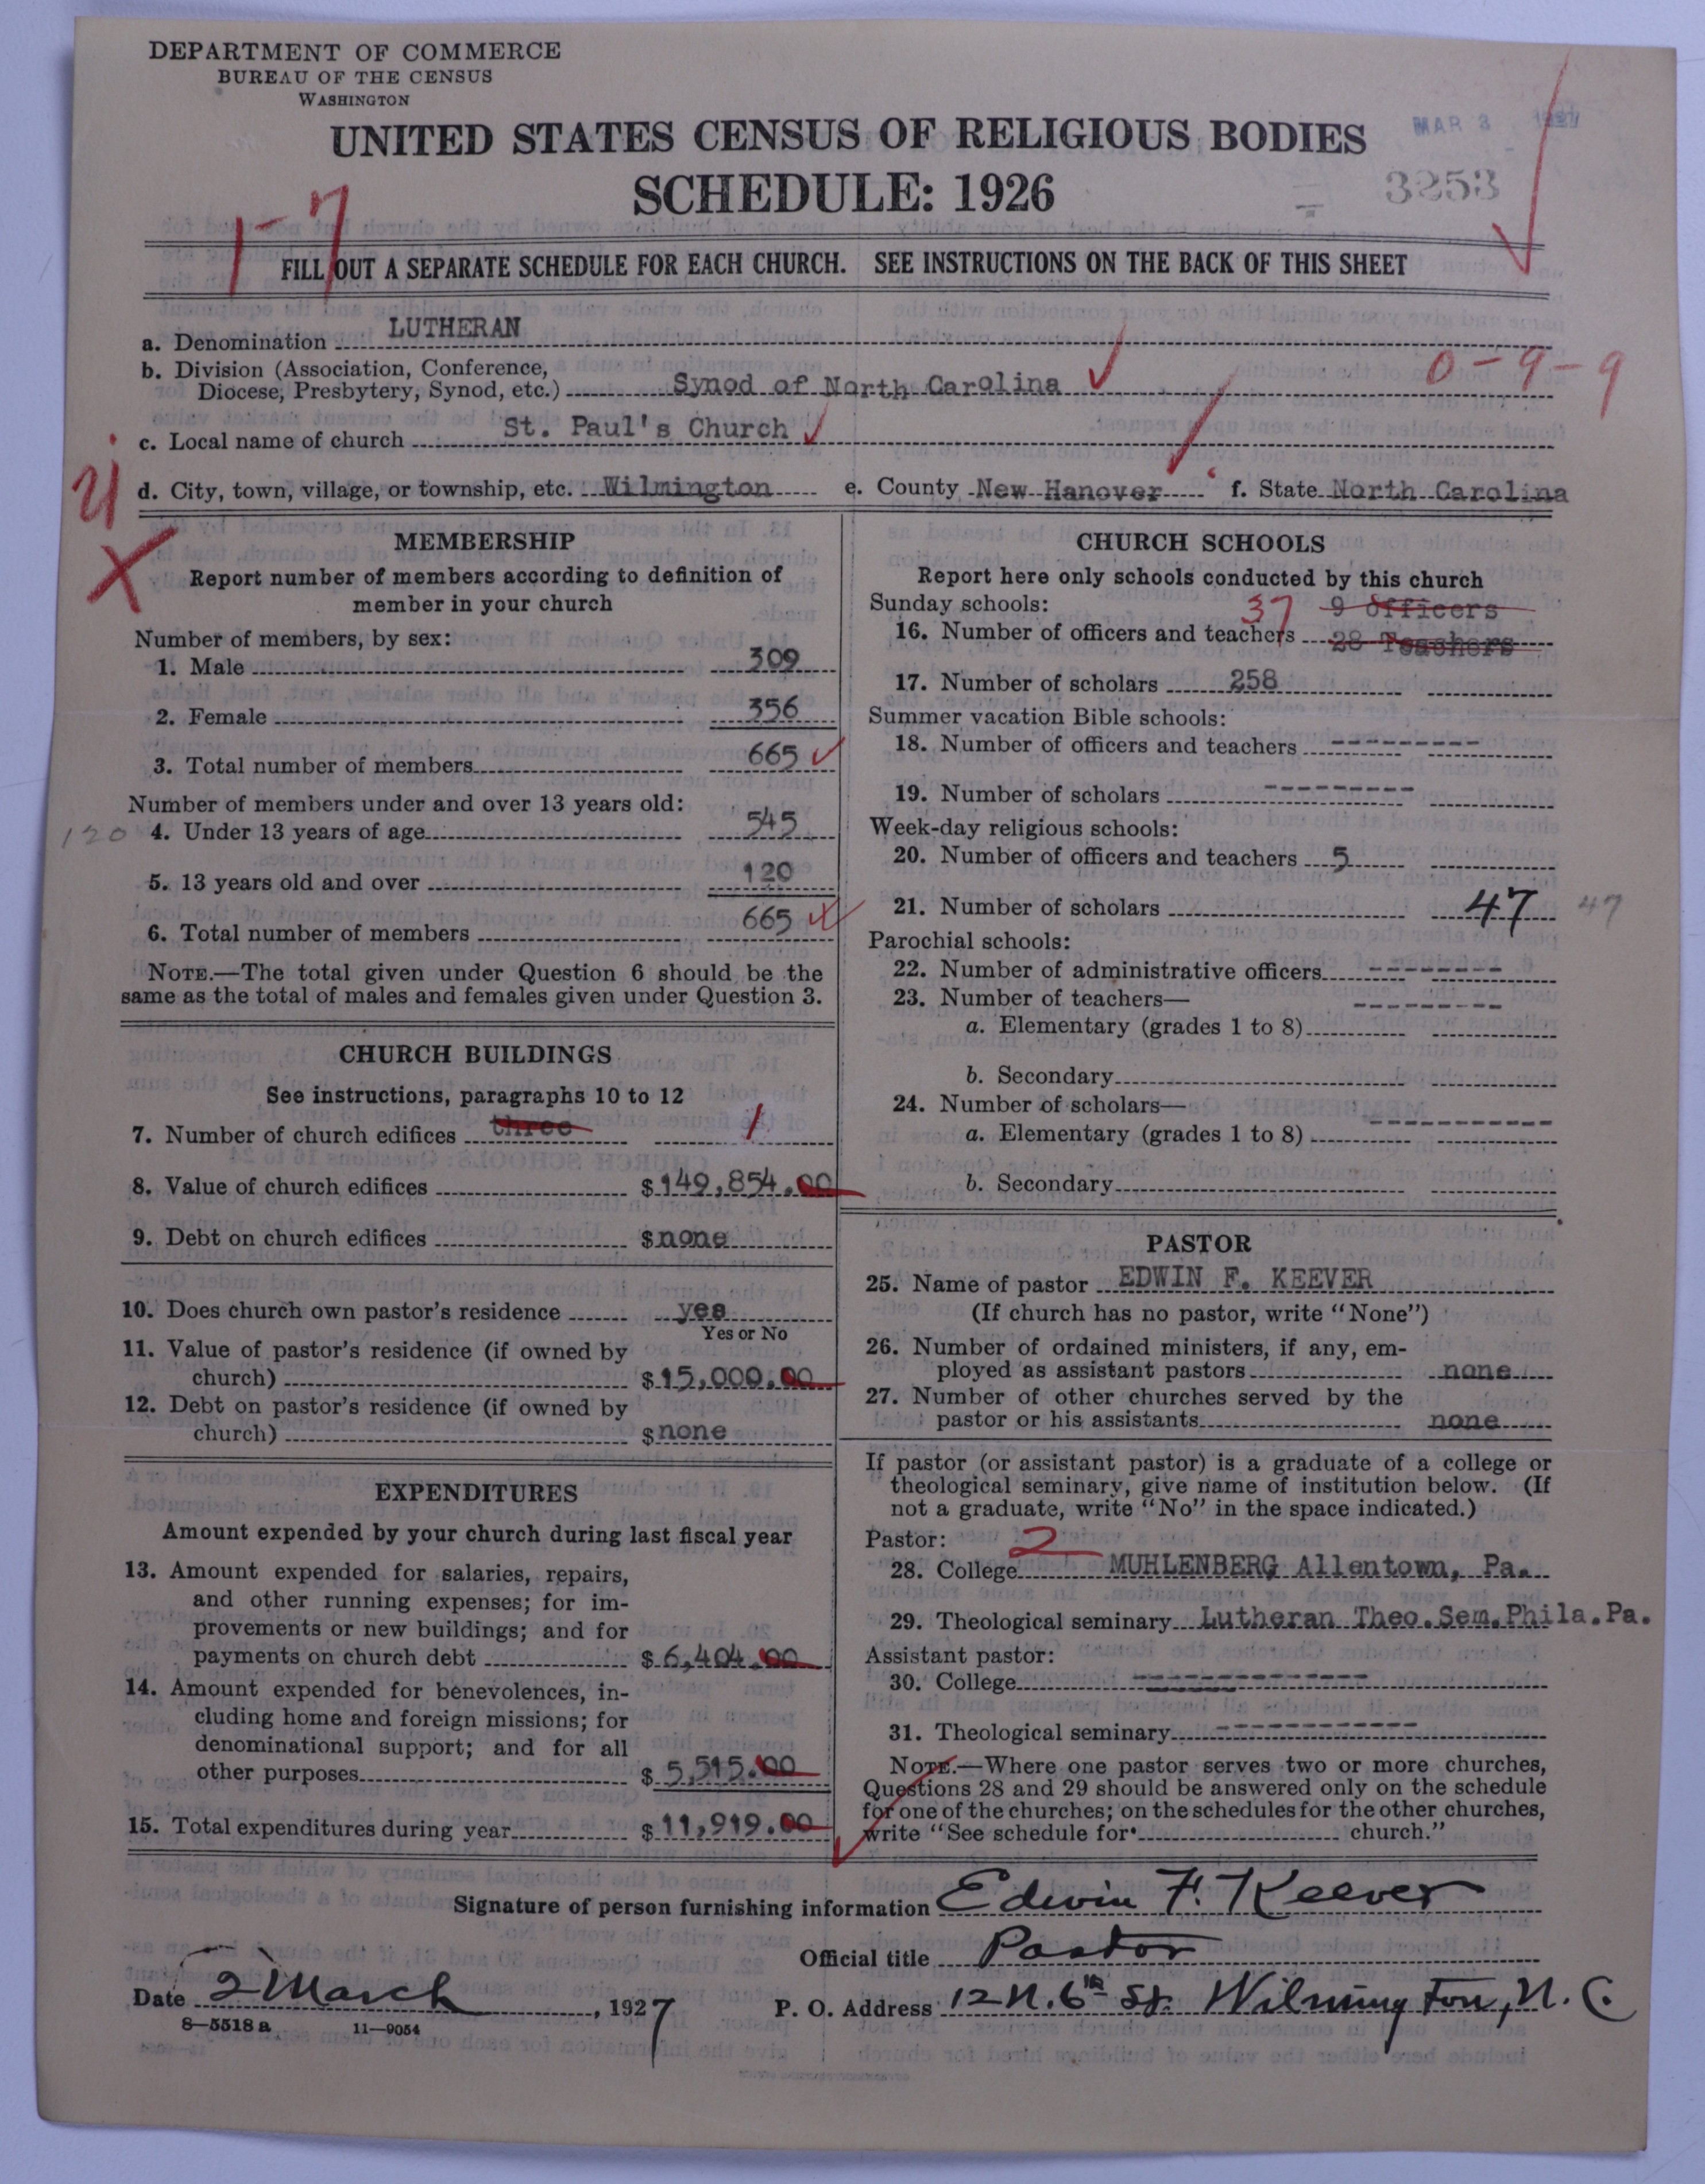 DEPARTMENT OF COMMERCE
BUREAU OF THE CENSUS
WASHINGTON
UNITED STATES CENSUS OF RELIGIOUS BODIES
MAR 3 1927
SCHEDULE: 1926
3253
1-7
FILL OUT A SEPARATE SCHEDULE FOR EACH CHURCH. SEE INSTRUCTIONS ON THE BACK OF THIS SHEET
a. Denomination LUTHERAN
b. Division (Association, Conference,
Diocese, Presbytery, Synod, etc.) Synod of North Carolina
0-9-9
c. Local name of church St. Paul's Church
d. City, town, village, or township, etc. Wilmington e. County New Hanover f. State North Carolina
MEMBERSHIP
Report number of members according to definition of
member in your church
Number of members, by sex:
1. Male 309
2. Female 356
3. Total number of members 665
Number of members under and over 13 years old:
120 4. Under 13 years of age 545
5. 13 years old and over 120
6. Total number of members 665
NOTE.—The total given under Question 6 should be the
same as the total of males and females given under Question 3.
CHURCH BUILDINGS
See instructions, paragraphs 10 to 12
7. Number of church edifices three 1
8. Value of church edifices $149,854.00
9. Debt on church edifices $none
10. Does church own pastor's residence yes
Yes or No
11. Value of pastor's residence (if owned by
church) $15,000.00
12. Debt on pastor's residence (if owned by
church) $none
EXPENDITURES
Amount expended by your church during last fiscal year
13. Amount expended for salaries, repairs,
and other running expenses; for im-
provements or new buildings; and for
payments on church debt $6,404.00
14. Amount expended for benevolences, in-
cluding home and foreign missions; for
denominational support; and for all
other purposes $5,515.00
15. Total expenditures during year $11,919.00
CHURCH SCHOOLS
Report here only schools conducted by this church
Sunday schools: 37 9 Officers
16. Number of officers and teachers 28 Teachers
17. Number of scholars 258
Summer vacation Bible schools:
18. Number of officers and teachers ---------
19. Number of scholars ---------
Week-day religious schools:
20. Number of officers and teachers 5
21. Number of scholars 47 47
Parochial schools:
22. Number of administrative officers --------
23. Number of teachers— --------
a. Elementary (grades 1 to 8)
b. Secondary
24. Number of scholars— -----------
a. Elementary (grades 1 to 8)
b. Secondary
PASTOR
25. Name of pastor EDWIN F. KEEVER
(If church has no pastor, write "None")
26. Number of ordained ministers, if any, em-
ployed as assistant pastors none
27. Number of other churches served by the
pastor or his assistants none
If pastor (or assistant pastor) is a graduate of a college or
theological seminary, give name of institution below. (If
not a graduate, write "No" in the space indicated.)
Pastor: 2
28. College MUHLENBERG Allentown, Pa.
29. Theological seminary Lutheran Theo.Sem.Phila.Pa.
Assistant pastor:
30. College --------------
31. Theological seminary -------------
NOTE.—Where one pastor serves two or more churches,
Questions 28 and 29 should be answered only on the schedule
for one of the churches; on the schedules for the other churches,
write "See schedule for church."
Signature of person furnishing information Edwin F. Keever
Official title Pastor
Date 2 March, 1927
P. O. Address 12 N. 6th St. Wilmington, N. C.
8—5518a 11—9054